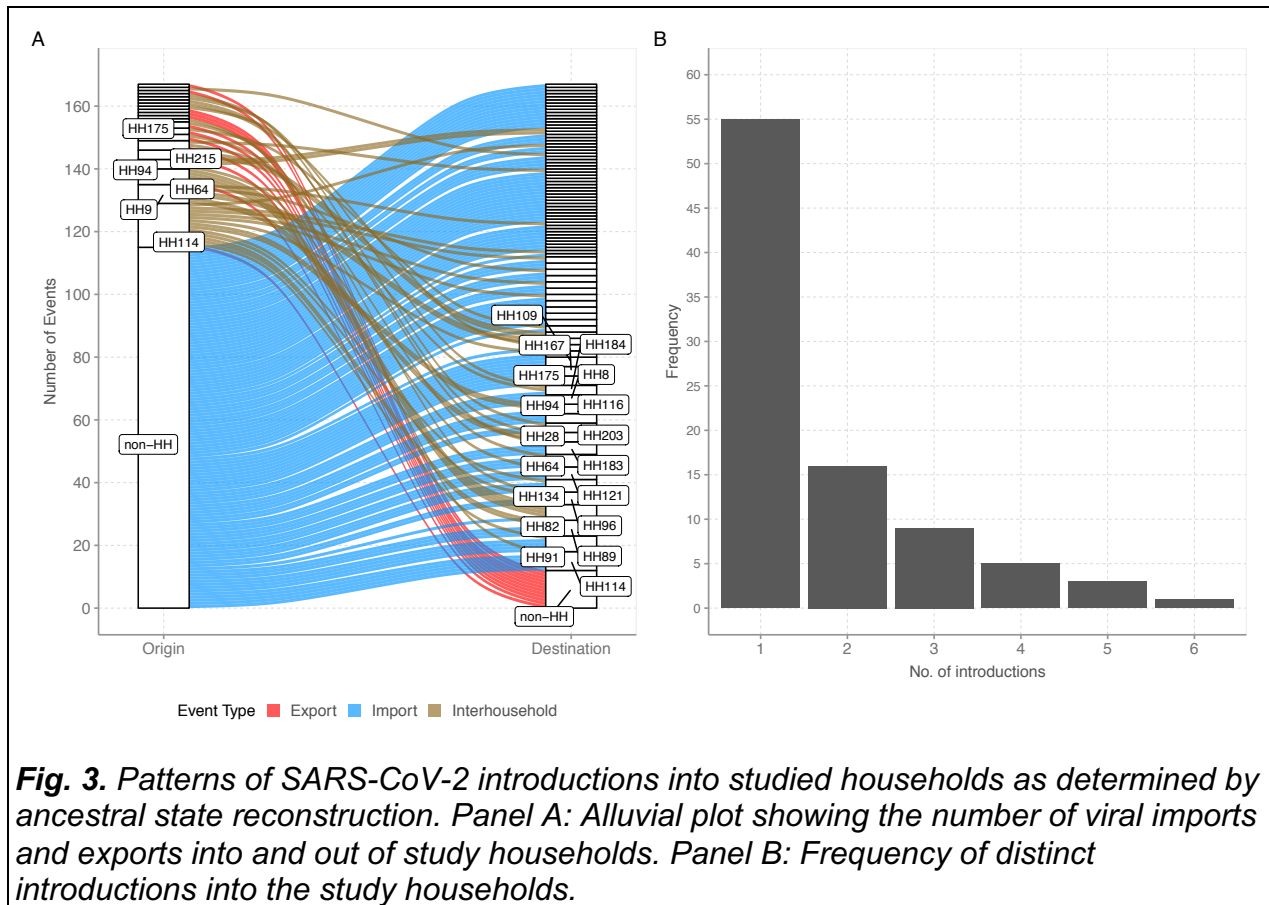 A
B
Number of Events
160
140
120
100
80
60
40
20
0
HH175
HH215
HH94
HH64
HH9
HH114
non-HH
HH109
HH167
HH184
HH175
HH8
HH94
HH116
HH28
HH203
HH64
HH183
HH134
HH121
HH82
HH96
HH91
HH89
HH114
non-HH
Origin
Destination
Event Type Export Import Interhousehold
Frequency
60
55
50
45
40
35
30
25
20
15
10
5
0
1 2 3 4 5 6
No. of introductions
Fig. 3. Patterns of SARS-CoV-2 introductions into studied households as determined by
ancestral state reconstruction. Panel A: Alluvial plot showing the number of viral imports
and exports into and out of study households. Panel B: Frequency of distinct
introductions into the study households.